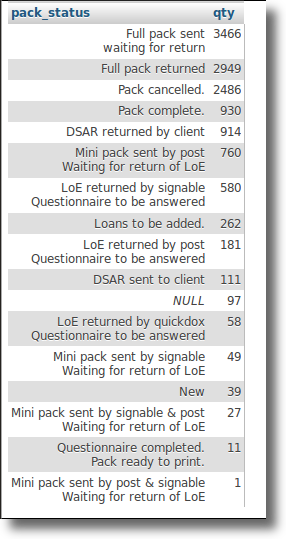 pack_status qty
Full pack sent 3466
waiting for return
Full pack returned 2949
Pack cancelled. 2486
Pack complete. 930
DSAR returned by client 914
Mini pack sent by post 760
Waiting for return of LoE
LoE returned by signable 580
Questionnaire to be answered
Loans to be added. 262
LoE returned by post 181
Questionnaire to be answered
DSAR sent to client 111
NULL 97
LoE returned by quickdox 58
Questionnaire to be answered
Mini pack sent by signable 49
Waiting for return of LoE
New 39
Mini pack sent by signable & post 27
Waiting for return of LoE
Questionnaire completed. 11
Pack ready to print.
Mini pack sent by post & signable 1
Waiting for return of LoE